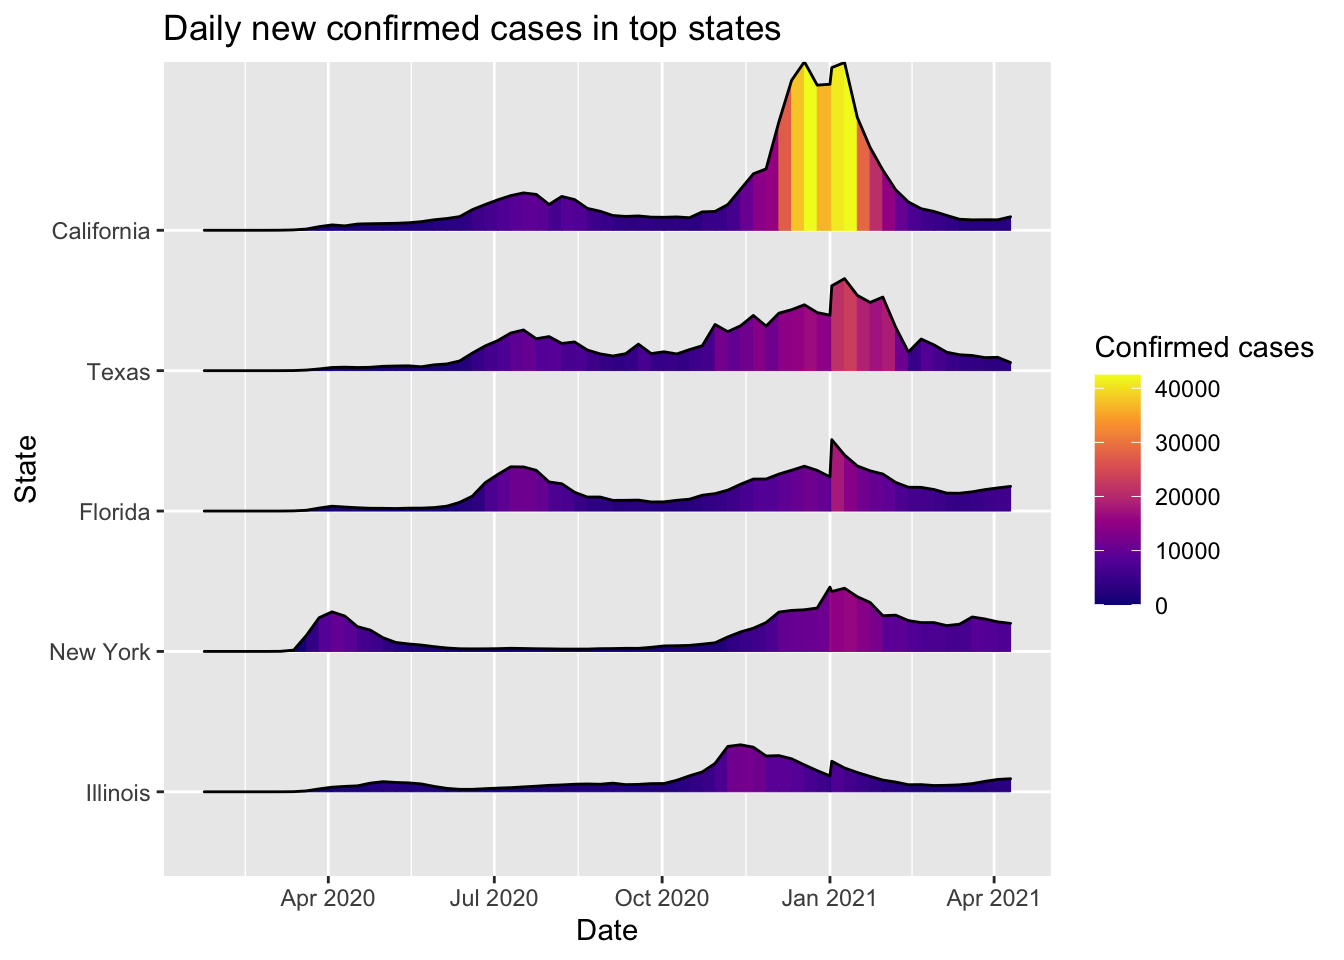 Daily new confirmed cases in top states
State
California
Texas
Florida
New York
Illinois
Apr 2020
Jul 2020
Oct 2020
Jan 2021
Apr 2021
Date
Confirmed cases
40000
30000
20000
10000
0